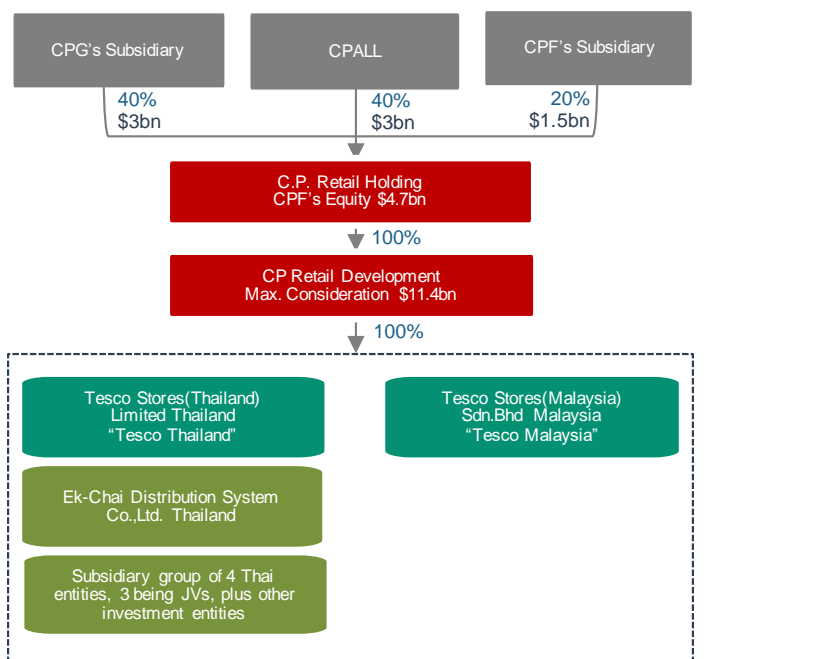 CPG's Subsidiary
CPALL
CPF's Subsidiary
40%
$3bn
40%
$3bn
20%
$1.5bn
C.P. Retail Holding
CPF's Equity $4.7bn
100%
CP Retail Development
Max. Consideration $11.4bn
100%
Tesco Stores(Thailand)
Limited Thailand
“Tesco Thailand”
Tesco Stores(Malaysia)
Sdn.Bhd Malaysia
“Tesco Malaysia”
Ek-Chai Distribution System
Co.,Ltd. Thailand
Subsidiary group of 4 Thai
entities, 3 being JVs, plus other
investment entities